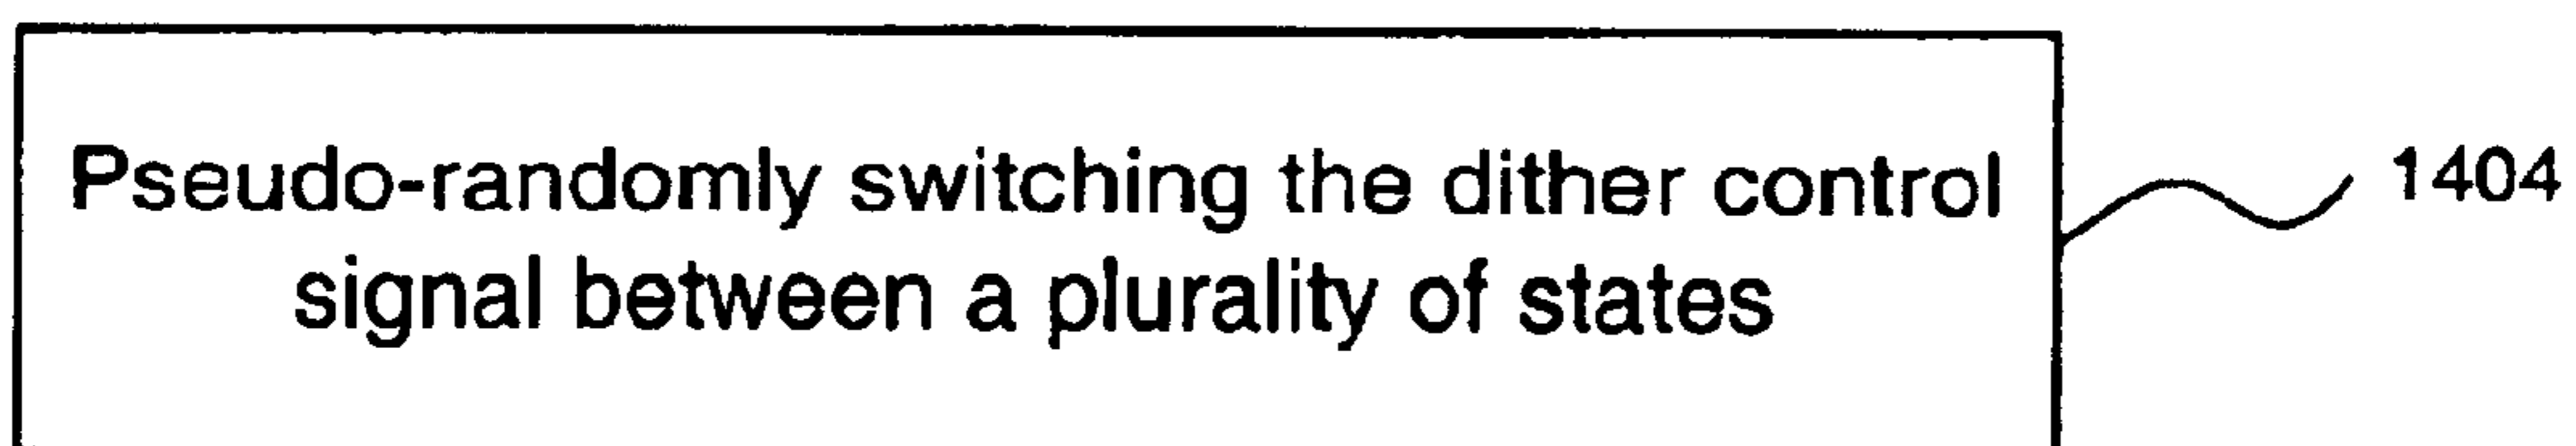 Pseudo-randomly switching the dither control
signal between a plurality of states
1404